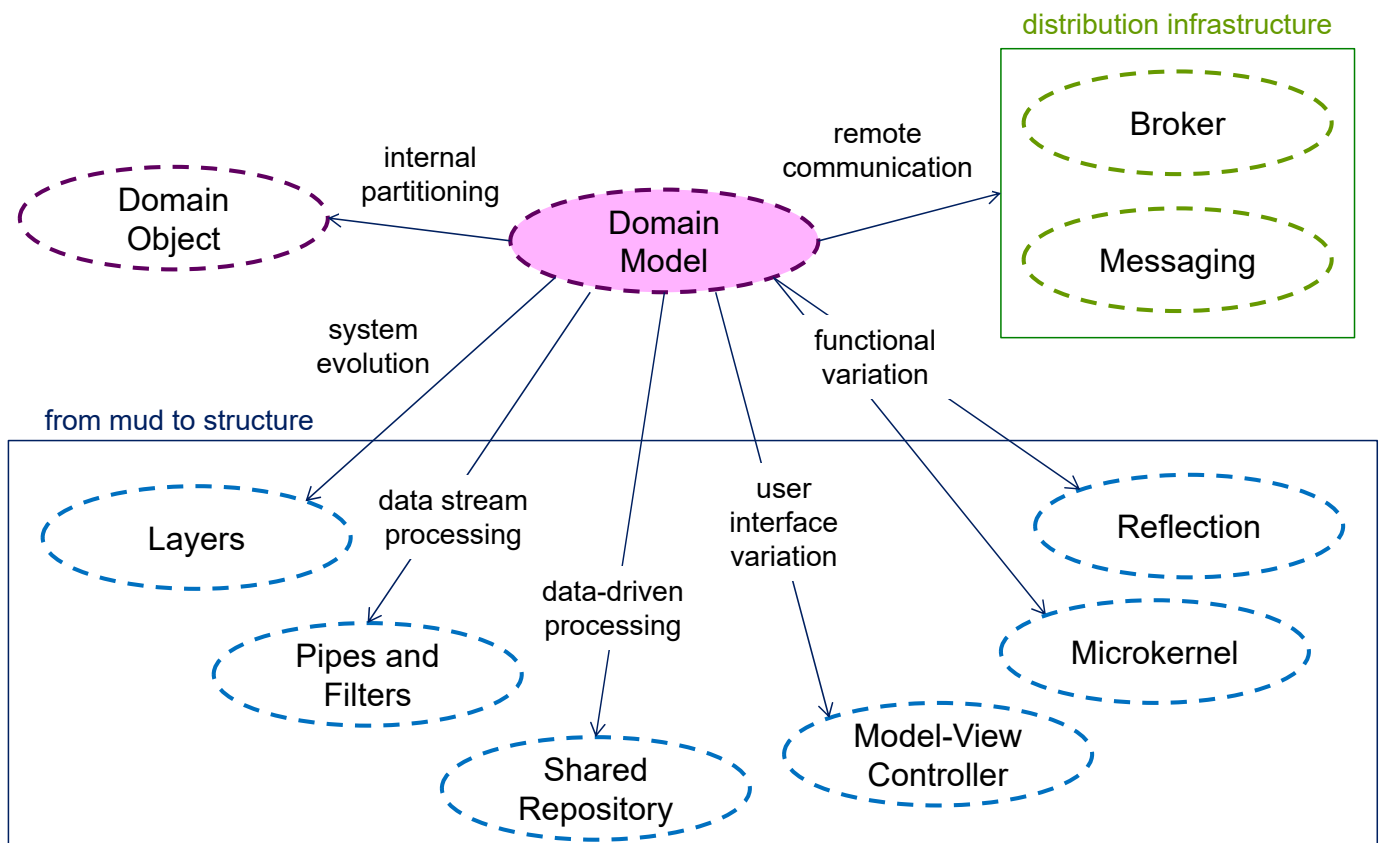 distribution infrastructure
Broker
remote
communication
internal
partitioning
Domain
Object
Domain
Model
Messaging
system
evolution
functional
variation
from mud to structure
data stream
processing
user
interface
variation
Layers
Reflection
data-driven
processing
Pipes and
Filters
Microkernel
Shared
Repository
Model-View
Controller